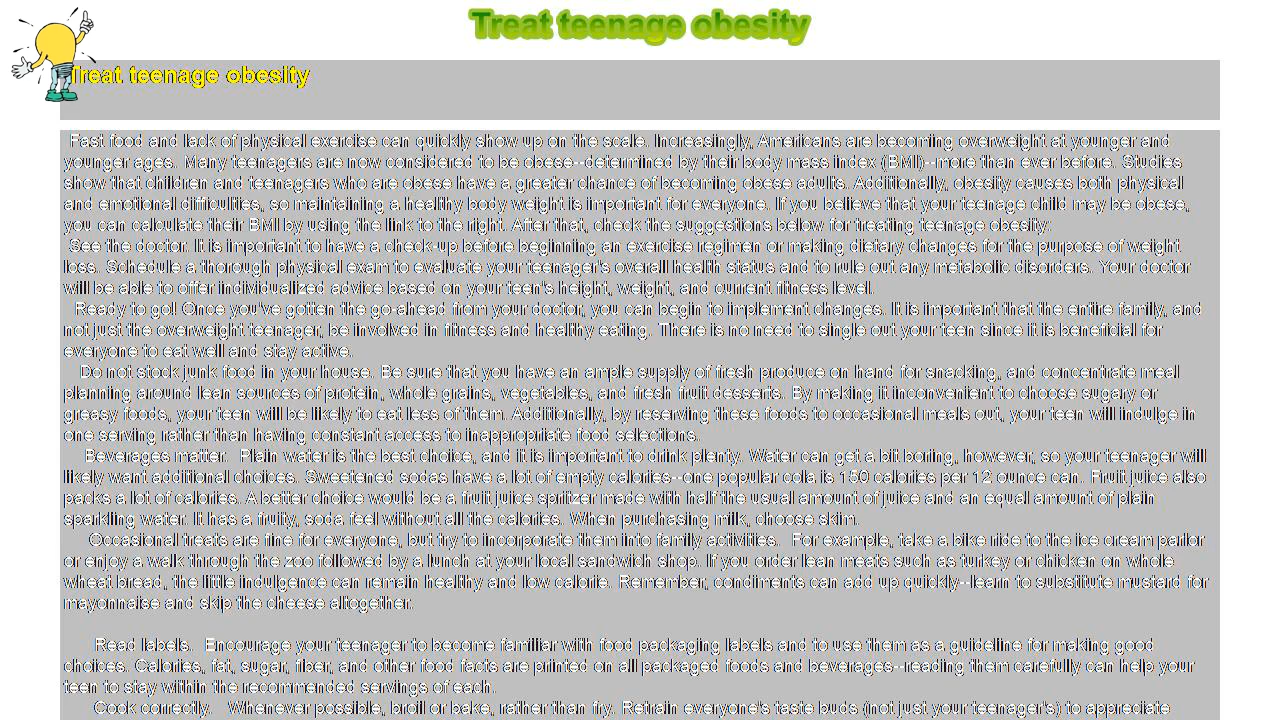 Treat teenage obesity
Treat teenage obesity
Fast food and lack of physical exercise can quickly show up on the scale. Increasingly, Americans are becoming overweight at younger and
younger ages. Many teenagers are now considered to be obese--determined by their body mass index (BMI)--more than ever before. Studies
show that children and teenagers who are obese have a greater chance of becoming obese adults. Additionally, obesity causes both physical
and emotional difficulties, so maintaining a healthy body weight is important for everyone. If you believe that your teenage child may be obese,
you can calculate their BMI by using the link to the right. After that, check the suggestions below for treating teenage obesity:
See the doctor. It is important to have a check-up before beginning an exercise regimen or making dietary changes for the purpose of weight
loss. Schedule a thorough physical exam to evaluate your teenager's overall health status and to rule out any metabolic disorders. Your doctor
will be able to offer individualized advice based on your teen's height, weight, and current fitness level.
Ready to go! Once you've gotten the go-ahead from your doctor, you can begin to implement changes. It is important that the entire family, and
not just the overweight teenager, be involved in fitness and healthy eating. There is no need to single out your teen since it is beneficial for
everyone to eat well and stay active.
Do not stock junk food in your house. Be sure that you have an ample supply of fresh produce on hand for snacking, and concentrate meal
planning around lean sources of protein, whole grains, vegetables, and fresh fruit desserts. By making it inconvenient to choose sugary or
greasy foods, your teen will be likely to eat less of them. Additionally, by reserving these foods to occasional meals out, your teen will indulge in
one serving rather than having constant access to inappropriate food selections.
Beverages matter. Plain water is the best choice, and it is important to drink plenty. Water can get a bit boring, however, so your teenager will
likely want additional choices. Sweetened sodas have a lot of empty calories--one popular cola is 150 calories per 12 ounce can. Fruit juice also
packs a lot of calories. A better choice would be a fruit juice spritzer made with half the usual amount of juice and an equal amount of plain
sparkling water. It has a fruity, soda feel without all the calories. When purchasing milk, choose skim.
Occasional treats are fine for everyone, but try to incorporate them into family activities. For example, take a bike ride to the ice cream parlor
or enjoy a walk through the zoo followed by a lunch at your local sandwich shop. If you order lean meats such as turkey or chicken on whole
wheat bread, the little indulgence can remain healthy and low calorie. Remember, condiments can add up quickly--learn to substitute mustard for
mayonnaise and skip the cheese altogether.
Read labels. Encourage your teenager to become familiar with food packaging labels and to use them as a guideline for making good
choices. Calories, fat, sugar, fiber, and other food facts are printed on all packaged foods and beverages--reading them carefully can help your
teen to stay within the recommended servings of each.
Cook correctly. Whenever possible, broil or bake, rather than fry. Retrain everyone's taste buds (not just your teenager's) to appreciate